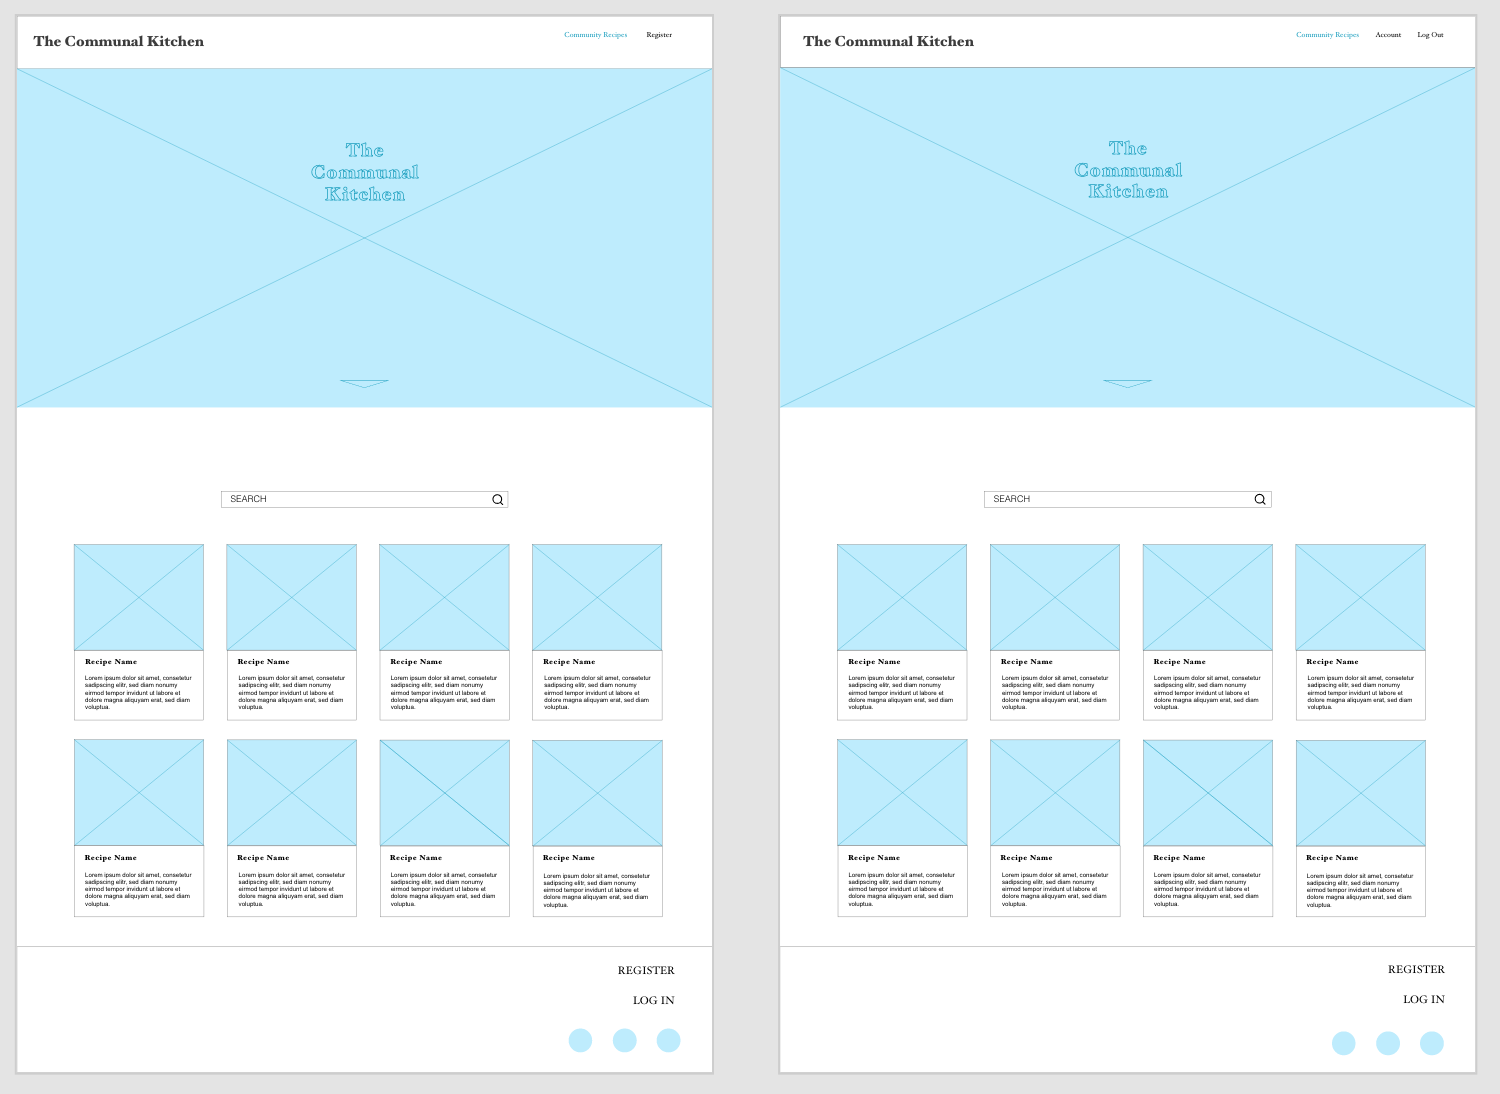 The Communal Kitchen
Community Recipes
Register
The
Communal
Kitchen
SEARCH
Recipe Name
Lorem ipsum dolor sit amet, consetetur
sadipscing elitr, sed diam nonumy
eirmod tempor invidunt ut labore et
dolore magna aliquyam erat, sed diam
voluptua.
Recipe Name
Lorem ipsum dolor sit amet, consetetur
sadipscing elitr, sed diam nonumy
eirmod tempor invidunt ut labore et
dolore magna aliquyam erat, sed diam
voluptua.
Recipe Name
Lorem ipsum dolor sit amet, consetetur
sadipscing elitr, sed diam nonumy
eirmod tempor invidunt ut labore et
dolore magna aliquyam erat, sed diam
voluptua.
Recipe Name
Lorem ipsum dolor sit amet, consetetur
sadipscing elitr, sed diam nonumy
eirmod tempor invidunt ut labore et
dolore magna aliquyam erat, sed diam
voluptua.
Recipe Name
Lorem ipsum dolor sit amet, consetetur
sadipscing elitr, sed diam nonumy
eirmod tempor invidunt ut labore et
dolore magna aliquyam erat, sed diam
voluptua.
Recipe Name
Lorem ipsum dolor sit amet, consetetur
sadipscing elitr, sed diam nonumy
eirmod tempor invidunt ut labore et
dolore magna aliquyam erat, sed diam
voluptua.
Recipe Name
Lorem ipsum dolor sit amet, consetetur
sadipscing elitr, sed diam nonumy
eirmod tempor invidunt ut labore et
dolore magna aliquyam erat, sed diam
voluptua.
Recipe Name
Lorem ipsum dolor sit amet, consetetur
sadipscing elitr, sed diam nonumy
eirmod tempor invidunt ut labore et
dolore magna aliquyam erat, sed diam
voluptua.
REGISTER
LOG IN
The Communal Kitchen
Community Recipes
Account
Log Out
The
Communal
Kitchen
SEARCH
Recipe Name
Lorem ipsum dolor sit amet, consetetur
sadipscing elitr, sed diam nonumy
eirmod tempor invidunt ut labore et
dolore magna aliquyam erat, sed diam
voluptua.
Recipe Name
Lorem ipsum dolor sit amet, consetetur
sadipscing elitr, sed diam nonumy
eirmod tempor invidunt ut labore et
dolore magna aliquyam erat, sed diam
voluptua.
Recipe Name
Lorem ipsum dolor sit amet, consetetur
sadipscing elitr, sed diam nonumy
eirmod tempor invidunt ut labore et
dolore magna aliquyam erat, sed diam
voluptua.
Recipe Name
Lorem ipsum dolor sit amet, consetetur
sadipscing elitr, sed diam nonumy
eirmod tempor invidunt ut labore et
dolore magna aliquyam erat, sed diam
voluptua.
Recipe Name
Lorem ipsum dolor sit amet, consetetur
sadipscing elitr, sed diam nonumy
eirmod tempor invidunt ut labore et
dolore magna aliquyam erat, sed diam
voluptua.
Recipe Name
Lorem ipsum dolor sit amet, consetetur
sadipscing elitr, sed diam nonumy
eirmod tempor invidunt ut labore et
dolore magna aliquyam erat, sed diam
voluptua.
Recipe Name
Lorem ipsum dolor sit amet, consetetur
sadipscing elitr, sed diam nonumy
eirmod tempor invidunt ut labore et
dolore magna aliquyam erat, sed diam
voluptua.
Recipe Name
Lorem ipsum dolor sit amet, consetetur
sadipscing elitr, sed diam nonumy
eirmod tempor invidunt ut labore et
dolore magna aliquyam erat, sed diam
voluptua.
REGISTER
LOG IN